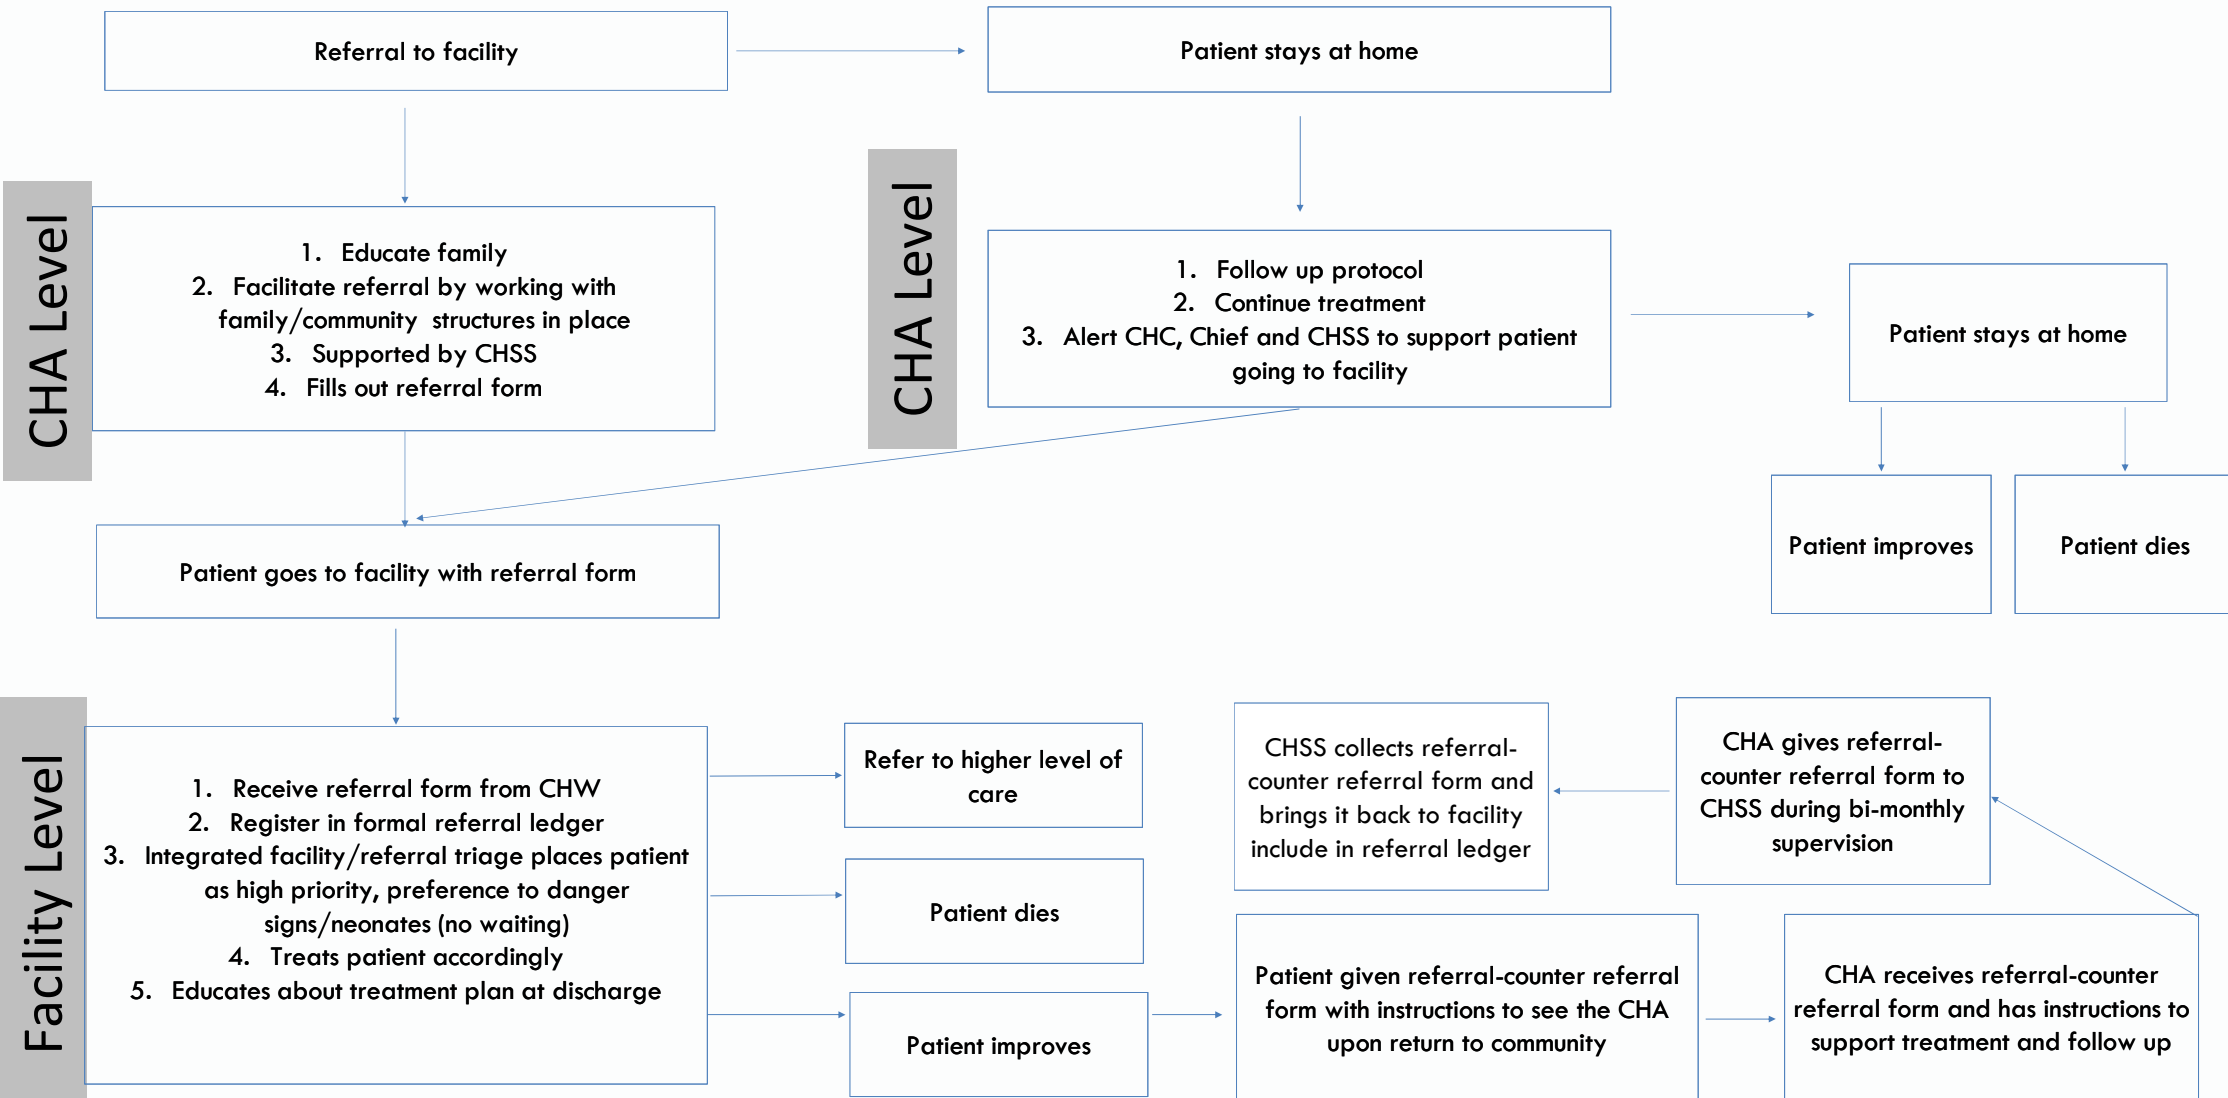 Referral to facility
Patient stays at home
CHA Level
1. Educate family
2. Facilitate referral by working with
family/community structures in place
3. Supported by CHSS
4. Fills out referral form
CHA Level
1. Follow up protocol
2. Continue treatment
3. Alert CHC, Chief and CHSS to support patient
going to facility
Patient stays at home
Patient improves
Patient dies
Patient goes to facility with referral form
Facility Level
1. Receive referral form from CHW
2. Register in formal referral ledger
3. Integrated facility/referral triage places patient
as high priority, preference to danger
signs/neonates (no waiting)
4. Treats patient accordingly
5. Educates about treatment plan at discharge
Refer to higher level of
care
Patient dies
Patient improves
CHSS collects referral-
counter referral form and
brings it back to facility
include in referral ledger
CHA gives referral-
counter referral form to
CHSS during bi-monthly
supervision
Patient given referral-counter referral
form with instructions to see the CHA
upon return to community
CHA receives referral-counter
referral form and has instructions to
support treatment and follow up